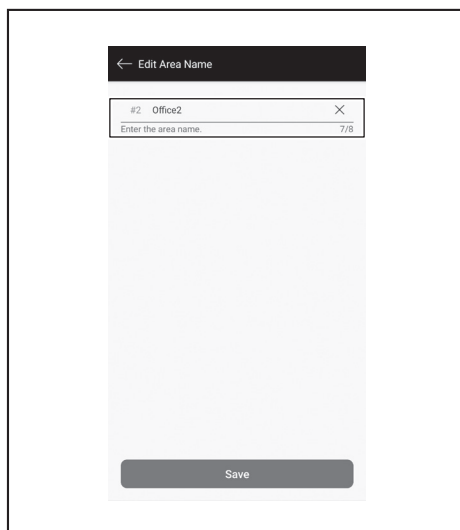 ← Edit Area Name
#2 Office2 ×
Enter the area name. 7/8
Save